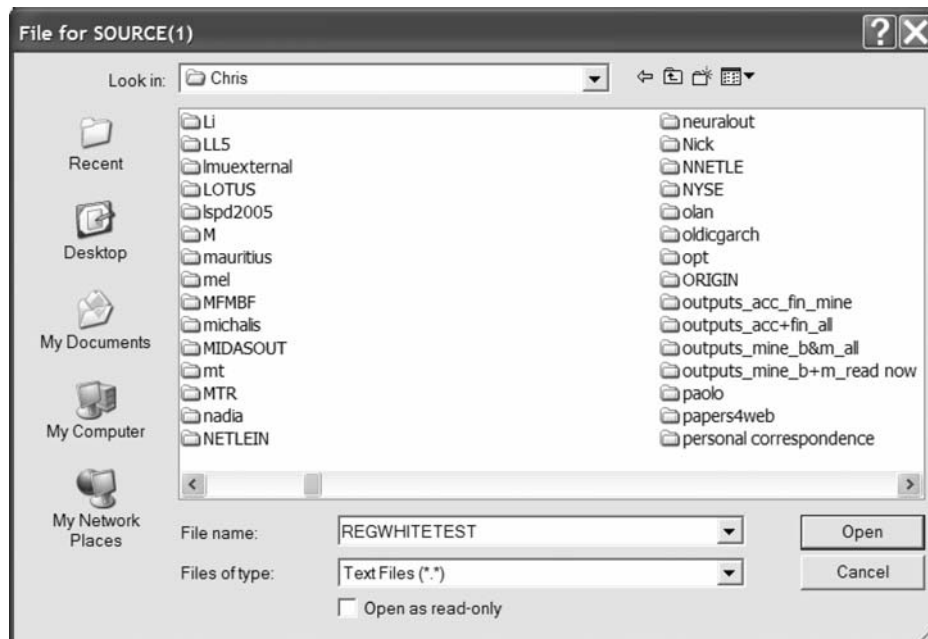 File for SOURCE(1)
Look in:
Chris
Recent
Desktop
My Documents
My Computer
My Network
Places
Li
LL5
lmuexternal
LOTUS
lspd2005
M
mauritius
mel
MFMBF
michalis
MIDASOUT
mt
MTR
nadia
NETLEIN
neuralout
Nick
NNETLE
NYSE
olan
oldicgarch
opt
ORIGIN
outputs_acc_fin_mine
outputs_acc+fin_all
outputs_mine_b&m_all
outputs_mine_b+m_read now
paolo
papers4web
personal correspondence
File name:
REGWHITETEST
Open
Files of type:
Text Files (*.*)
Cancel
Open as read-only